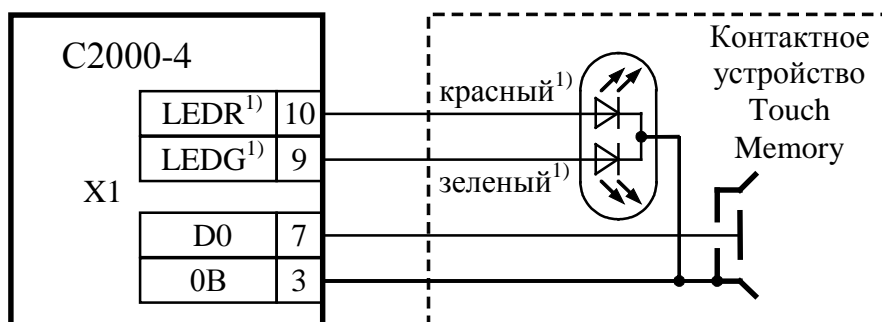 С2000-4
Контактное
устройство
Touch
Memory
красный¹⁾
LEDR¹⁾ 10
LEDG¹⁾ 9
зеленый¹⁾
X1
D0 7
0В 3